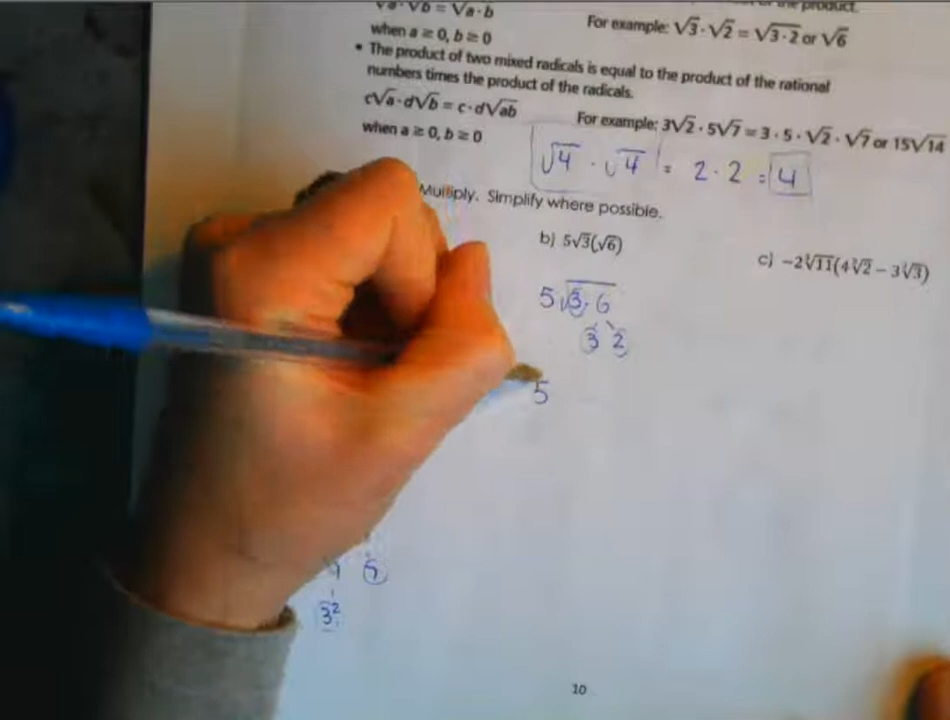 √a · √b = √a·b
of the product.
when a ≥ 0, b ≥ 0
For example: √3 · √2 = √3 · 2 or √6
• The product of two mixed radicals is equal to the product of the rational
numbers times the product of the radicals.
c√a · d√b = c · d√ab
For example: 3√2 · 5√7 = 3 · 5 · √2 · √7 or 15√14
when a ≥ 0, b ≥ 0
√4 · √4 = 2 · 2 = 4
Multiply. Simplify where possible.
b) 5√3(√6)
c) −2∛11(4∛2 − 3∛3)
5√3·6
3 2
5
3²
10